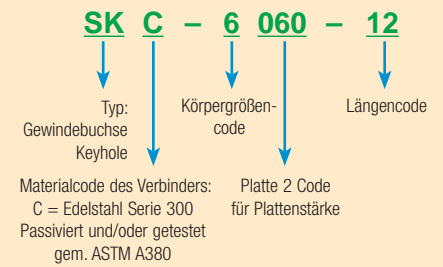 SK C – 6 060 – 12
Typ:
Gewindebuchse
Keyhole
Körpergrößen-
code
Längencode
Materialcode des Verbinders:
C = Edelstahl Serie 300
Passiviert und/oder getestet
gem. ASTM A380
Platte 2 Code
für Plattenstärke